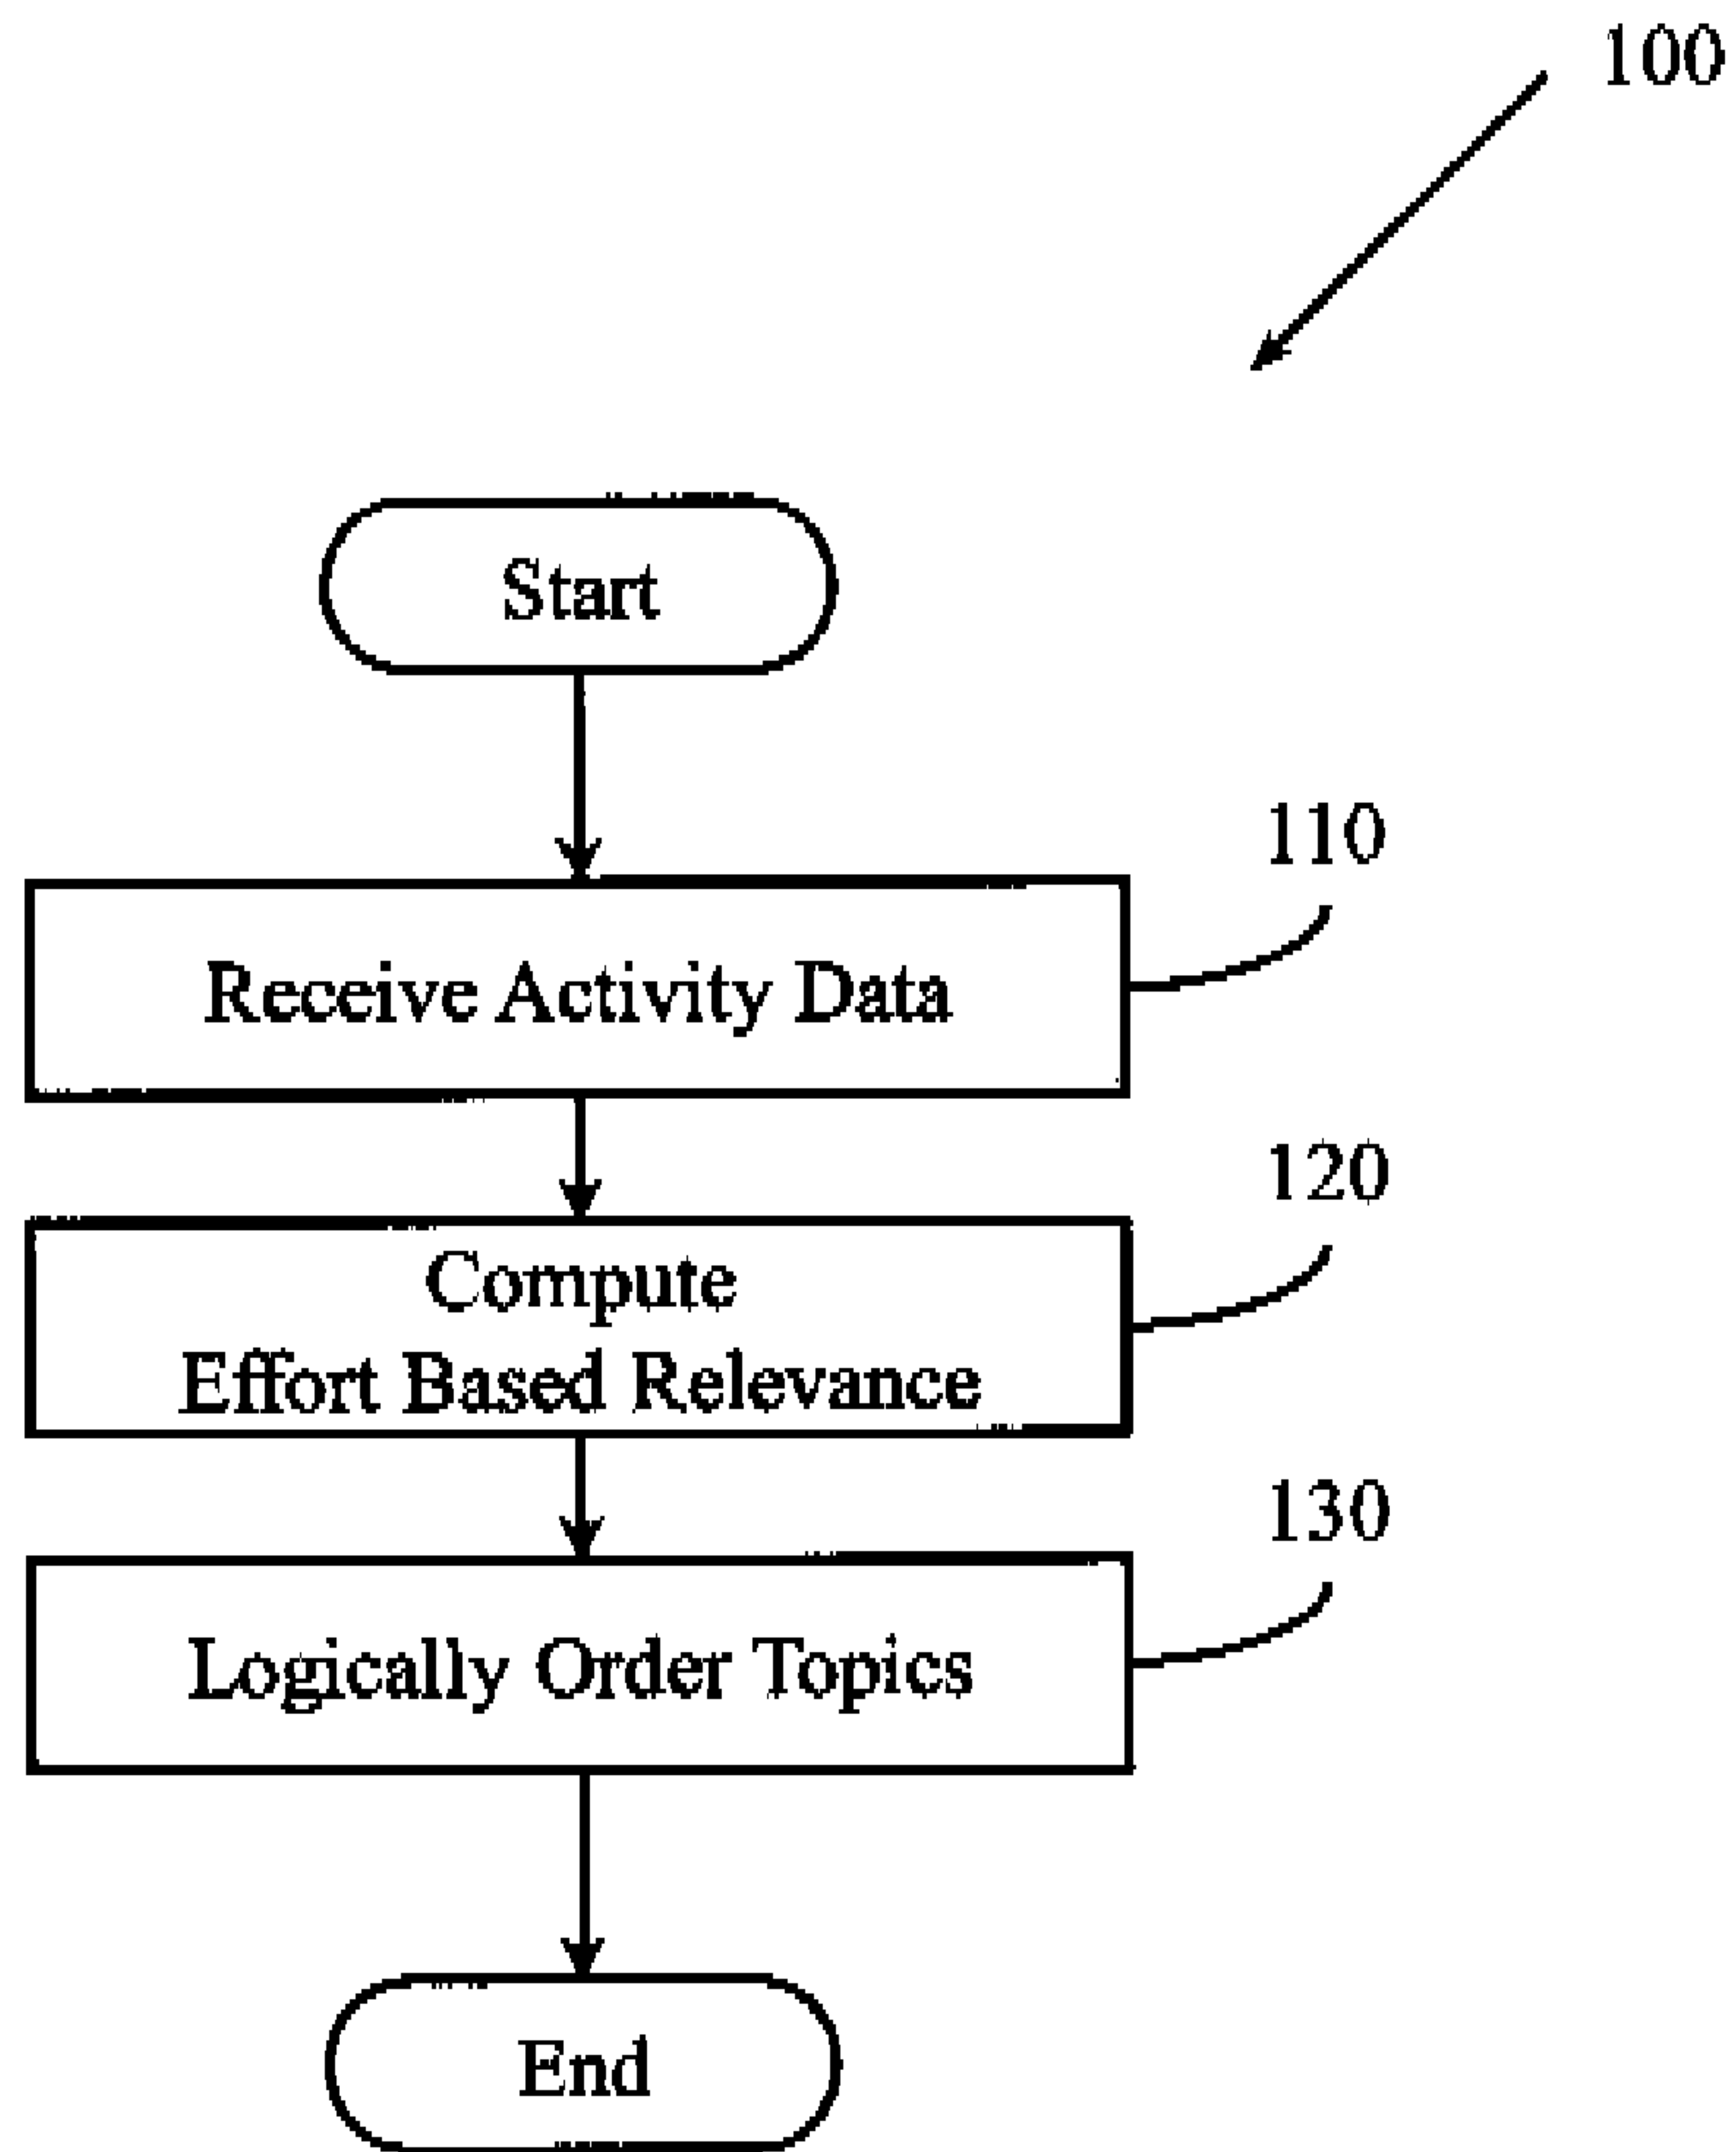 100
Start
110
Receive Activity Data
120
Compute
Effort Based Relevance
130
Logically Order Topics
End